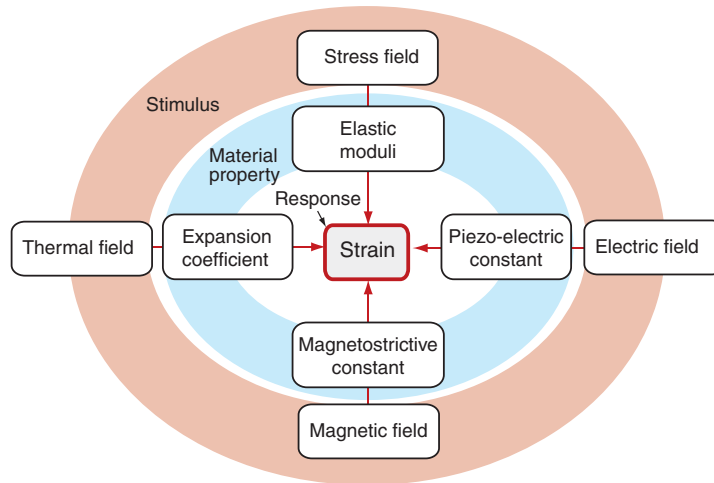 Stress field
Stimulus
Elastic
moduli
Material
property
Response
Thermal field
Expansion
coefficient
Strain
Piezo-electric
constant
Electric field
Magnetostrictive
constant
Magnetic field